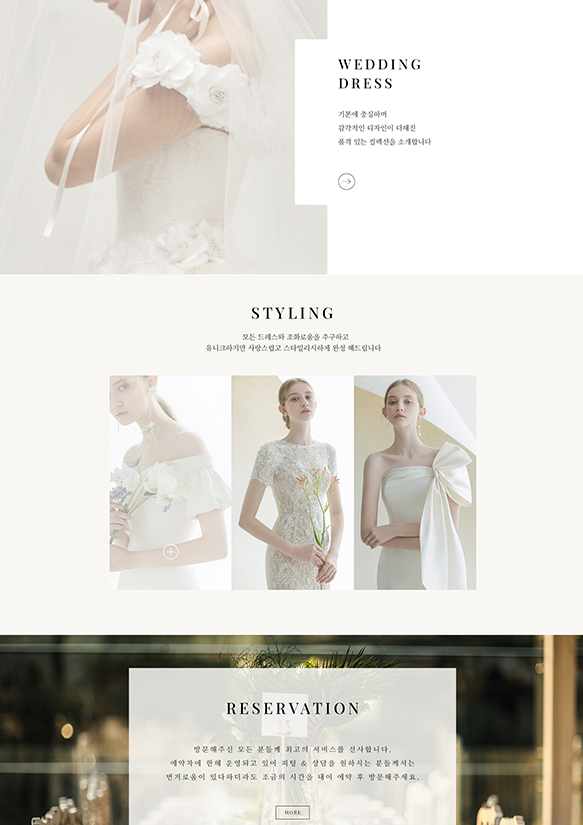 WEDDING
DRESS
기본에 충실하며
감각적인 디자인이 더해진
품격 있는 컬렉션을 소개합니다
STYLING
모든 드레스와 조화로움을 추구하고
유니크하지만 사랑스럽고 스타일리시하게 완성 해드립니다
RESERVATION
방문해주신 모든 분들께 최고의 서비스를 선사합니다.
예약자에 한해 운영되고 있어 피팅 & 상담을 원하시는 분들께서는
번거로움이 있다하더라도 조금의 시간을 내어 예약 후 방문해주세요.
MORE